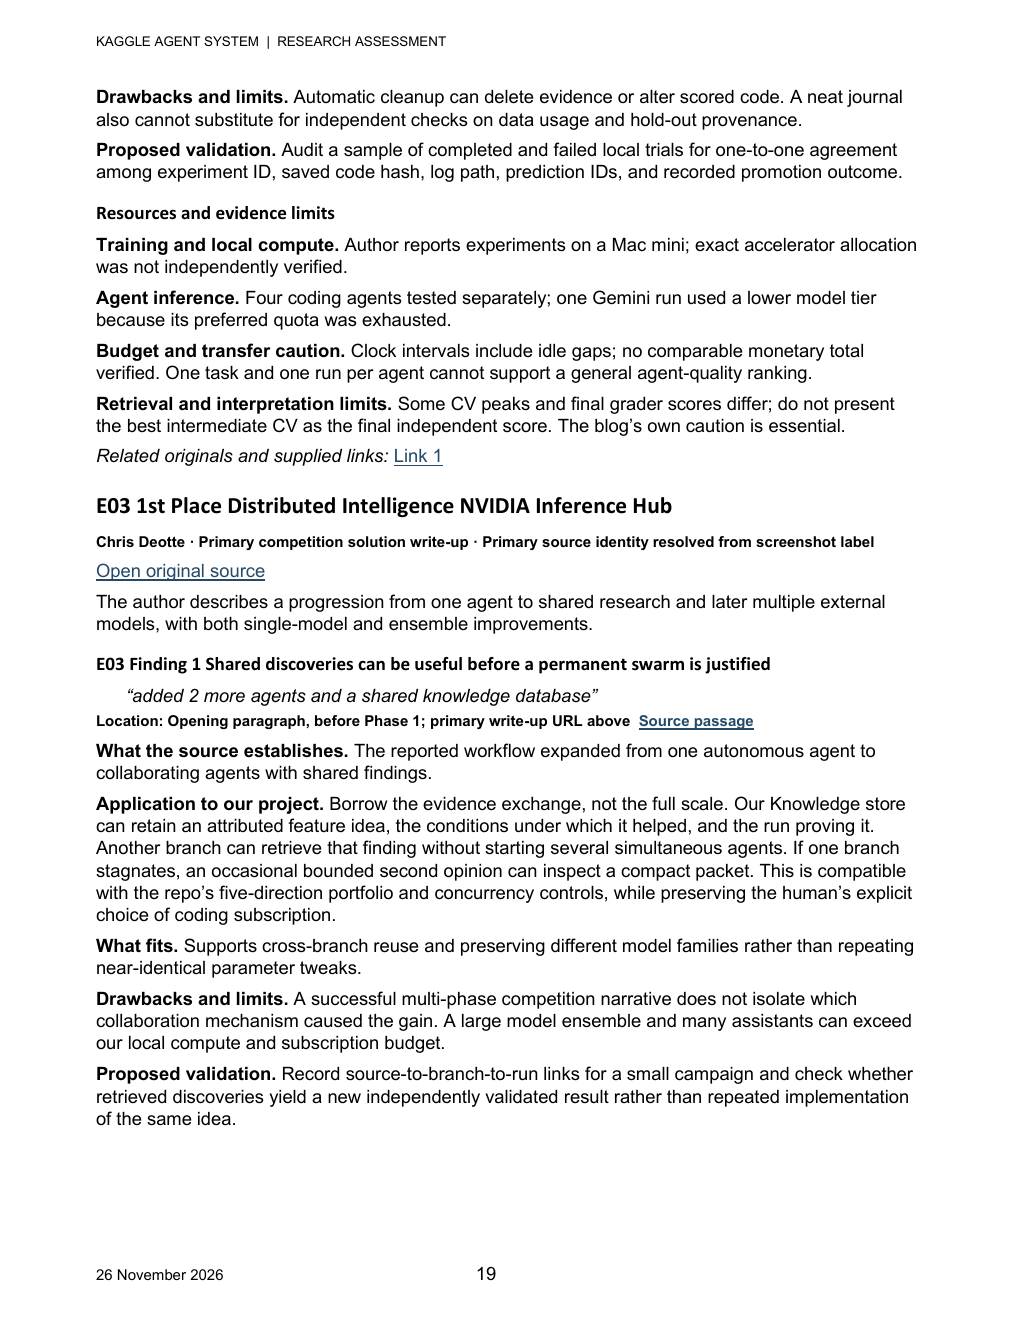 KAGGLE AGENT SYSTEM | RESEARCH ASSESSMENT
Drawbacks and limits. Automatic cleanup can delete evidence or alter scored code. A neat journal
also cannot substitute for independent checks on data usage and hold-out provenance.
Proposed validation. Audit a sample of completed and failed local trials for one-to-one agreement
among experiment ID, saved code hash, log path, prediction IDs, and recorded promotion outcome.
Resources and evidence limits
Training and local compute. Author reports experiments on a Mac mini; exact accelerator allocation
was not independently verified.
Agent inference. Four coding agents tested separately; one Gemini run used a lower model tier
because its preferred quota was exhausted.
Budget and transfer caution. Clock intervals include idle gaps; no comparable monetary total
verified. One task and one run per agent cannot support a general agent-quality ranking.
Retrieval and interpretation limits. Some CV peaks and final grader scores differ; do not present
the best intermediate CV as the final independent score. The blog’s own caution is essential.
Related originals and supplied links: Link 1
E03 1st Place Distributed Intelligence NVIDIA Inference Hub
Chris Deotte · Primary competition solution write-up · Primary source identity resolved from screenshot label
Open original source
The author describes a progression from one agent to shared research and later multiple external
models, with both single-model and ensemble improvements.
E03 Finding 1 Shared discoveries can be useful before a permanent swarm is justified
“added 2 more agents and a shared knowledge database”
Location: Opening paragraph, before Phase 1; primary write-up URL above Source passage
What the source establishes. The reported workflow expanded from one autonomous agent to
collaborating agents with shared findings.
Application to our project. Borrow the evidence exchange, not the full scale. Our Knowledge store
can retain an attributed feature idea, the conditions under which it helped, and the run proving it.
Another branch can retrieve that finding without starting several simultaneous agents. If one branch
stagnates, an occasional bounded second opinion can inspect a compact packet. This is compatible
with the repo’s five-direction portfolio and concurrency controls, while preserving the human’s explicit
choice of coding subscription.
What fits. Supports cross-branch reuse and preserving different model families rather than repeating
near-identical parameter tweaks.
Drawbacks and limits. A successful multi-phase competition narrative does not isolate which
collaboration mechanism caused the gain. A large model ensemble and many assistants can exceed
our local compute and subscription budget.
Proposed validation. Record source-to-branch-to-run links for a small campaign and check whether
retrieved discoveries yield a new independently validated result rather than repeated implementation
of the same idea.
26 November 2026
19